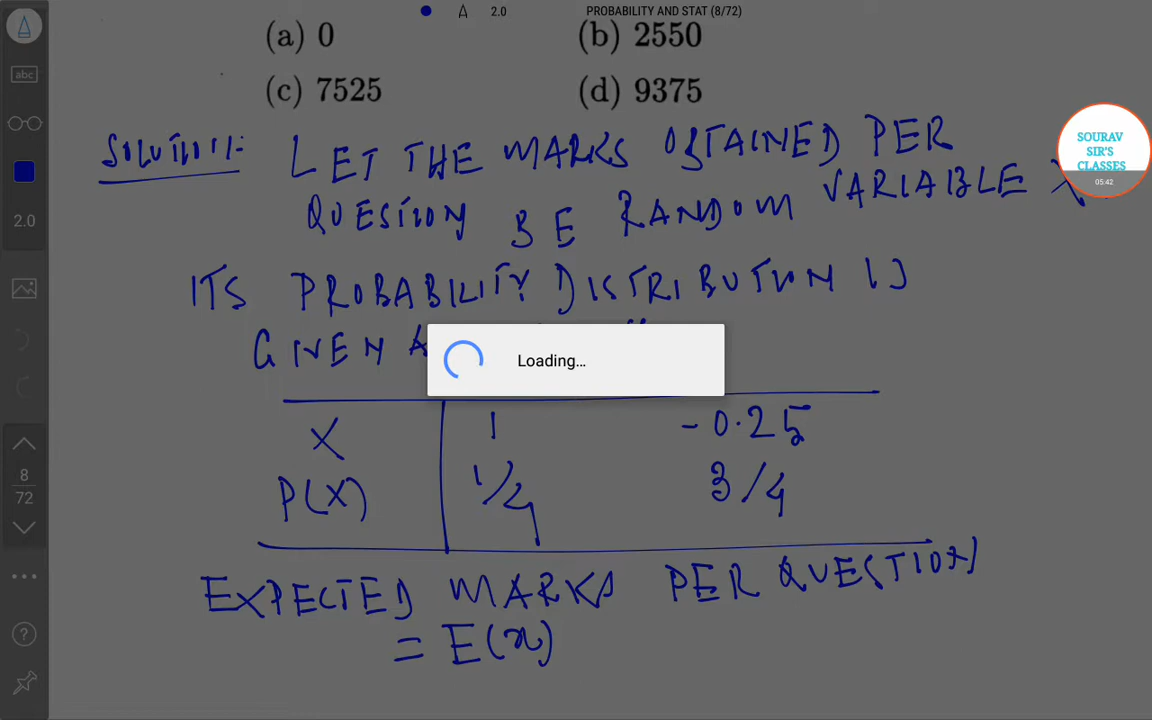 2.0 PROBABILITY AND STAT (8/72)
(a) 0 (b) 2550
(c) 7525 (d) 9375
abc
SOLUTION:- LET THE MARKS OBTAINED PER
QUESTION BE RANDOM VARIABLE X
SOURAV
SIR'S
CLASSES
05:42
2.0
ITS PROBABILITY DISTRIBUTION IS
GIVEN
Loading...
X 1 -0.25
P(X) 1/4 3/4
8
72
EXPECTED MARKS PER QUESTION
= E(x)
?